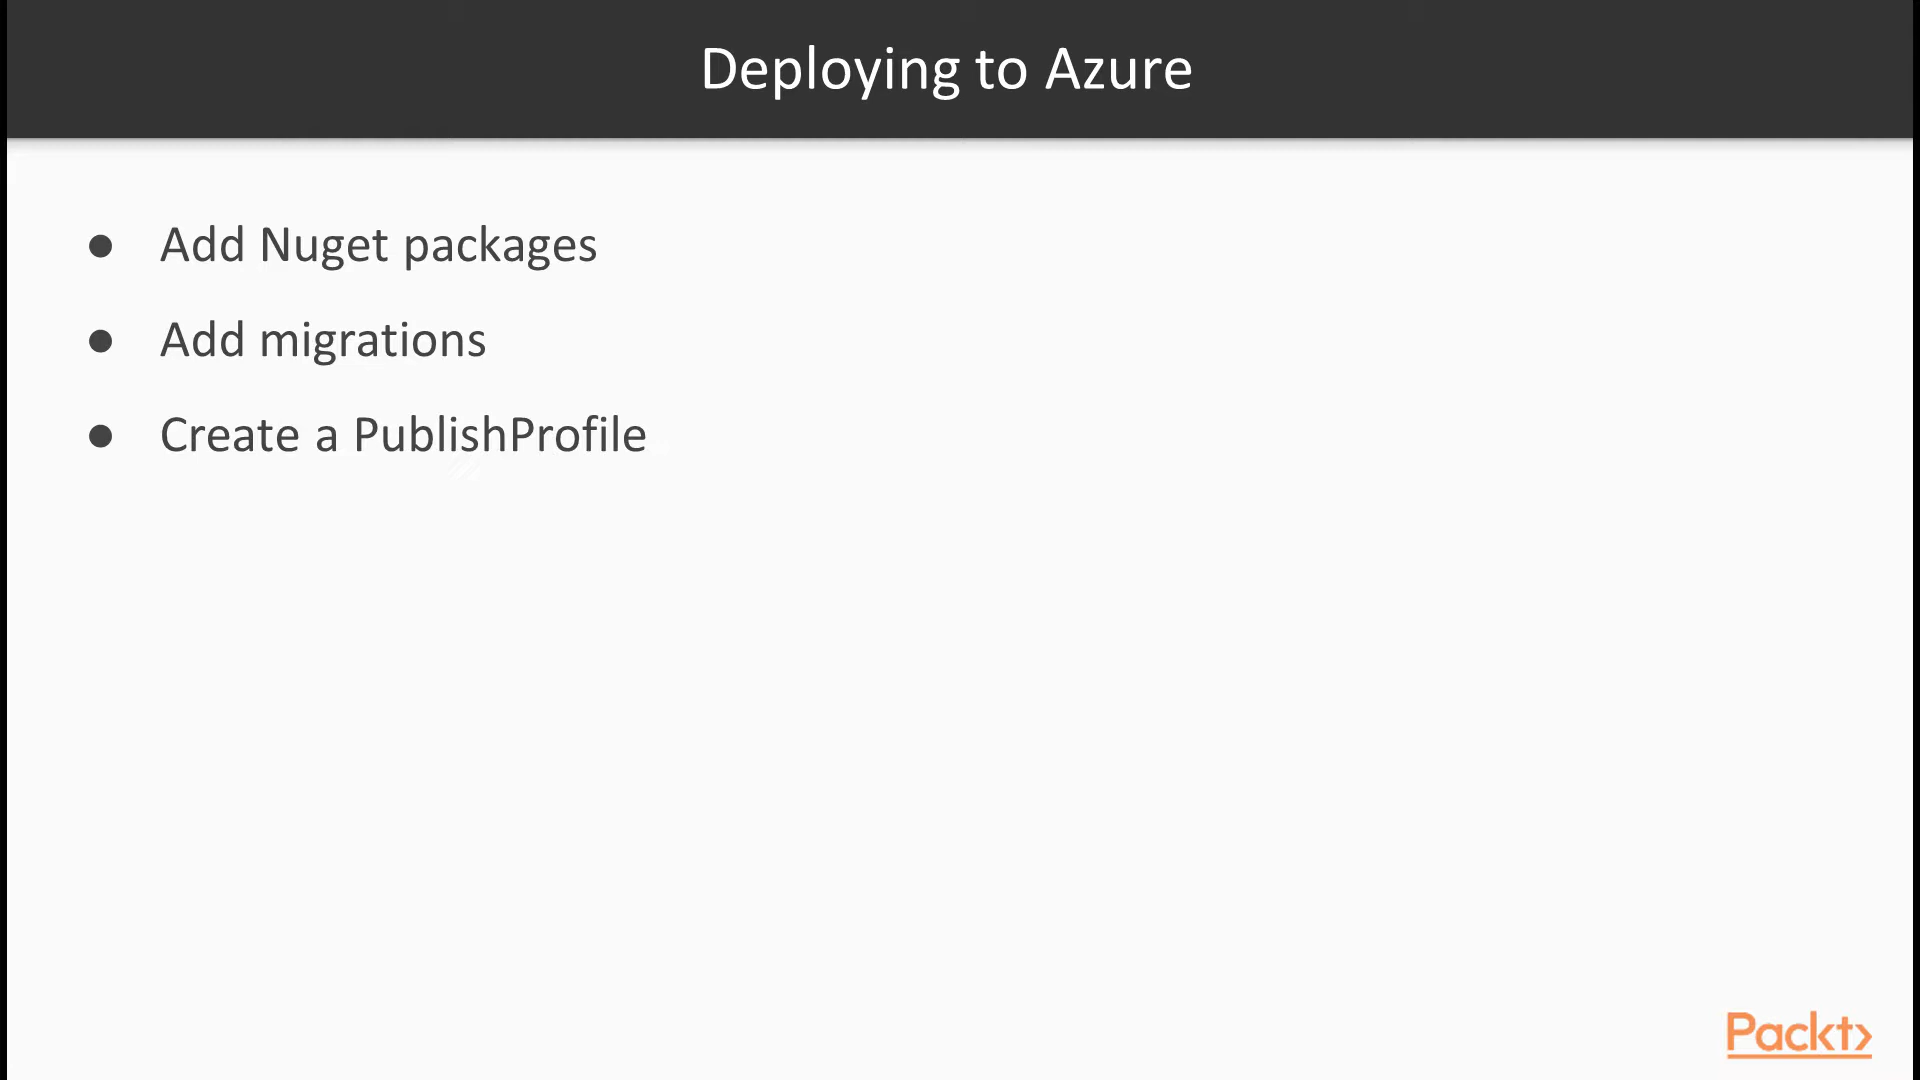 Deploying to Azure
● Add Nuget packages
● Add migrations
● Create a PublishProfile
Packt>